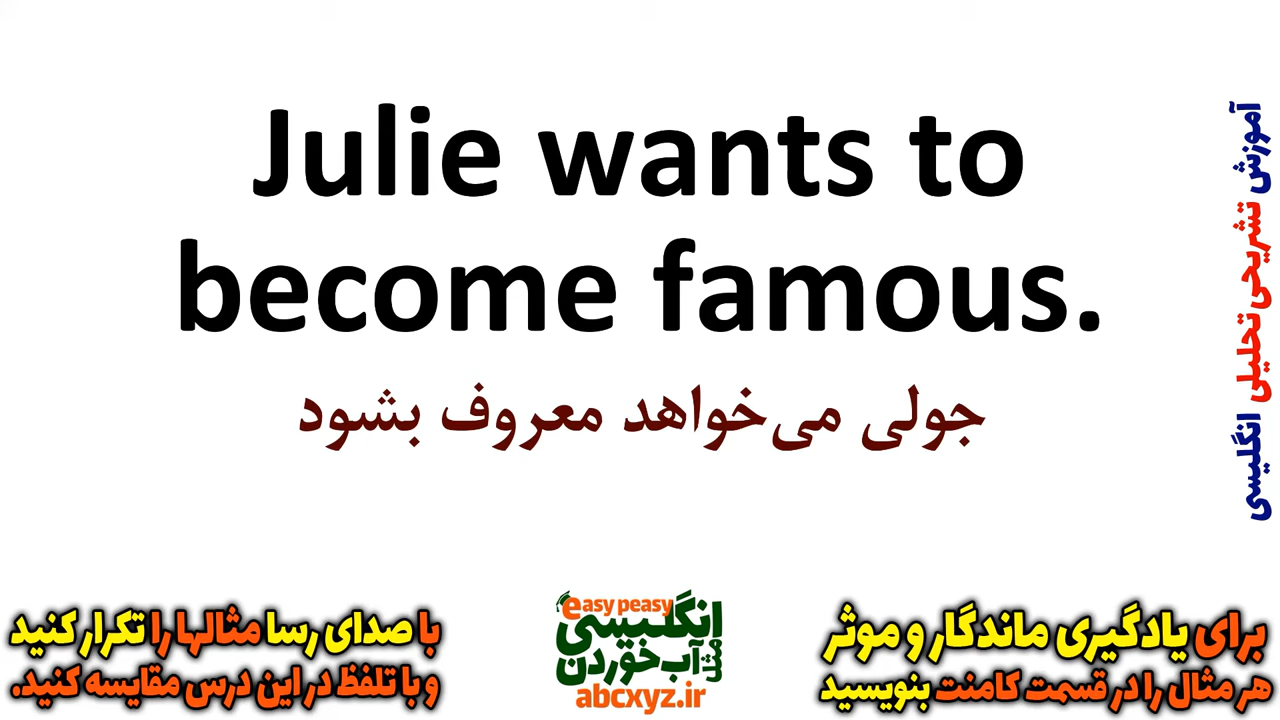 Julie wants to
become famous.
جولی می‌خواهد معروف بشود
آموزش تشریحی تحلیلی انگلیسی
برای یادگیری ماندگار و موثر
هر مثال را در قسمت کامنت بنویسید
easy peasy
انگلیسی
مثل آب خوردن
abcxyz.ir
با صدای رسا مثالها را تکرار کنید
و با تلفظ در این درس مقایسه کنید.